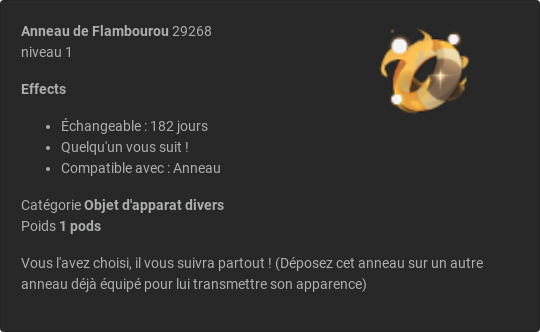 Anneau de Flambourou 29268
niveau 1
Effects
• Échangeable : 182 jours
• Quelqu'un vous suit !
• Compatible avec : Anneau
Catégorie Objet d'apparat divers
Poids 1 pods
Vous l'avez choisi, il vous suivra partout ! (Déposez cet anneau sur un autre
anneau déjà équipé pour lui transmettre son apparence)